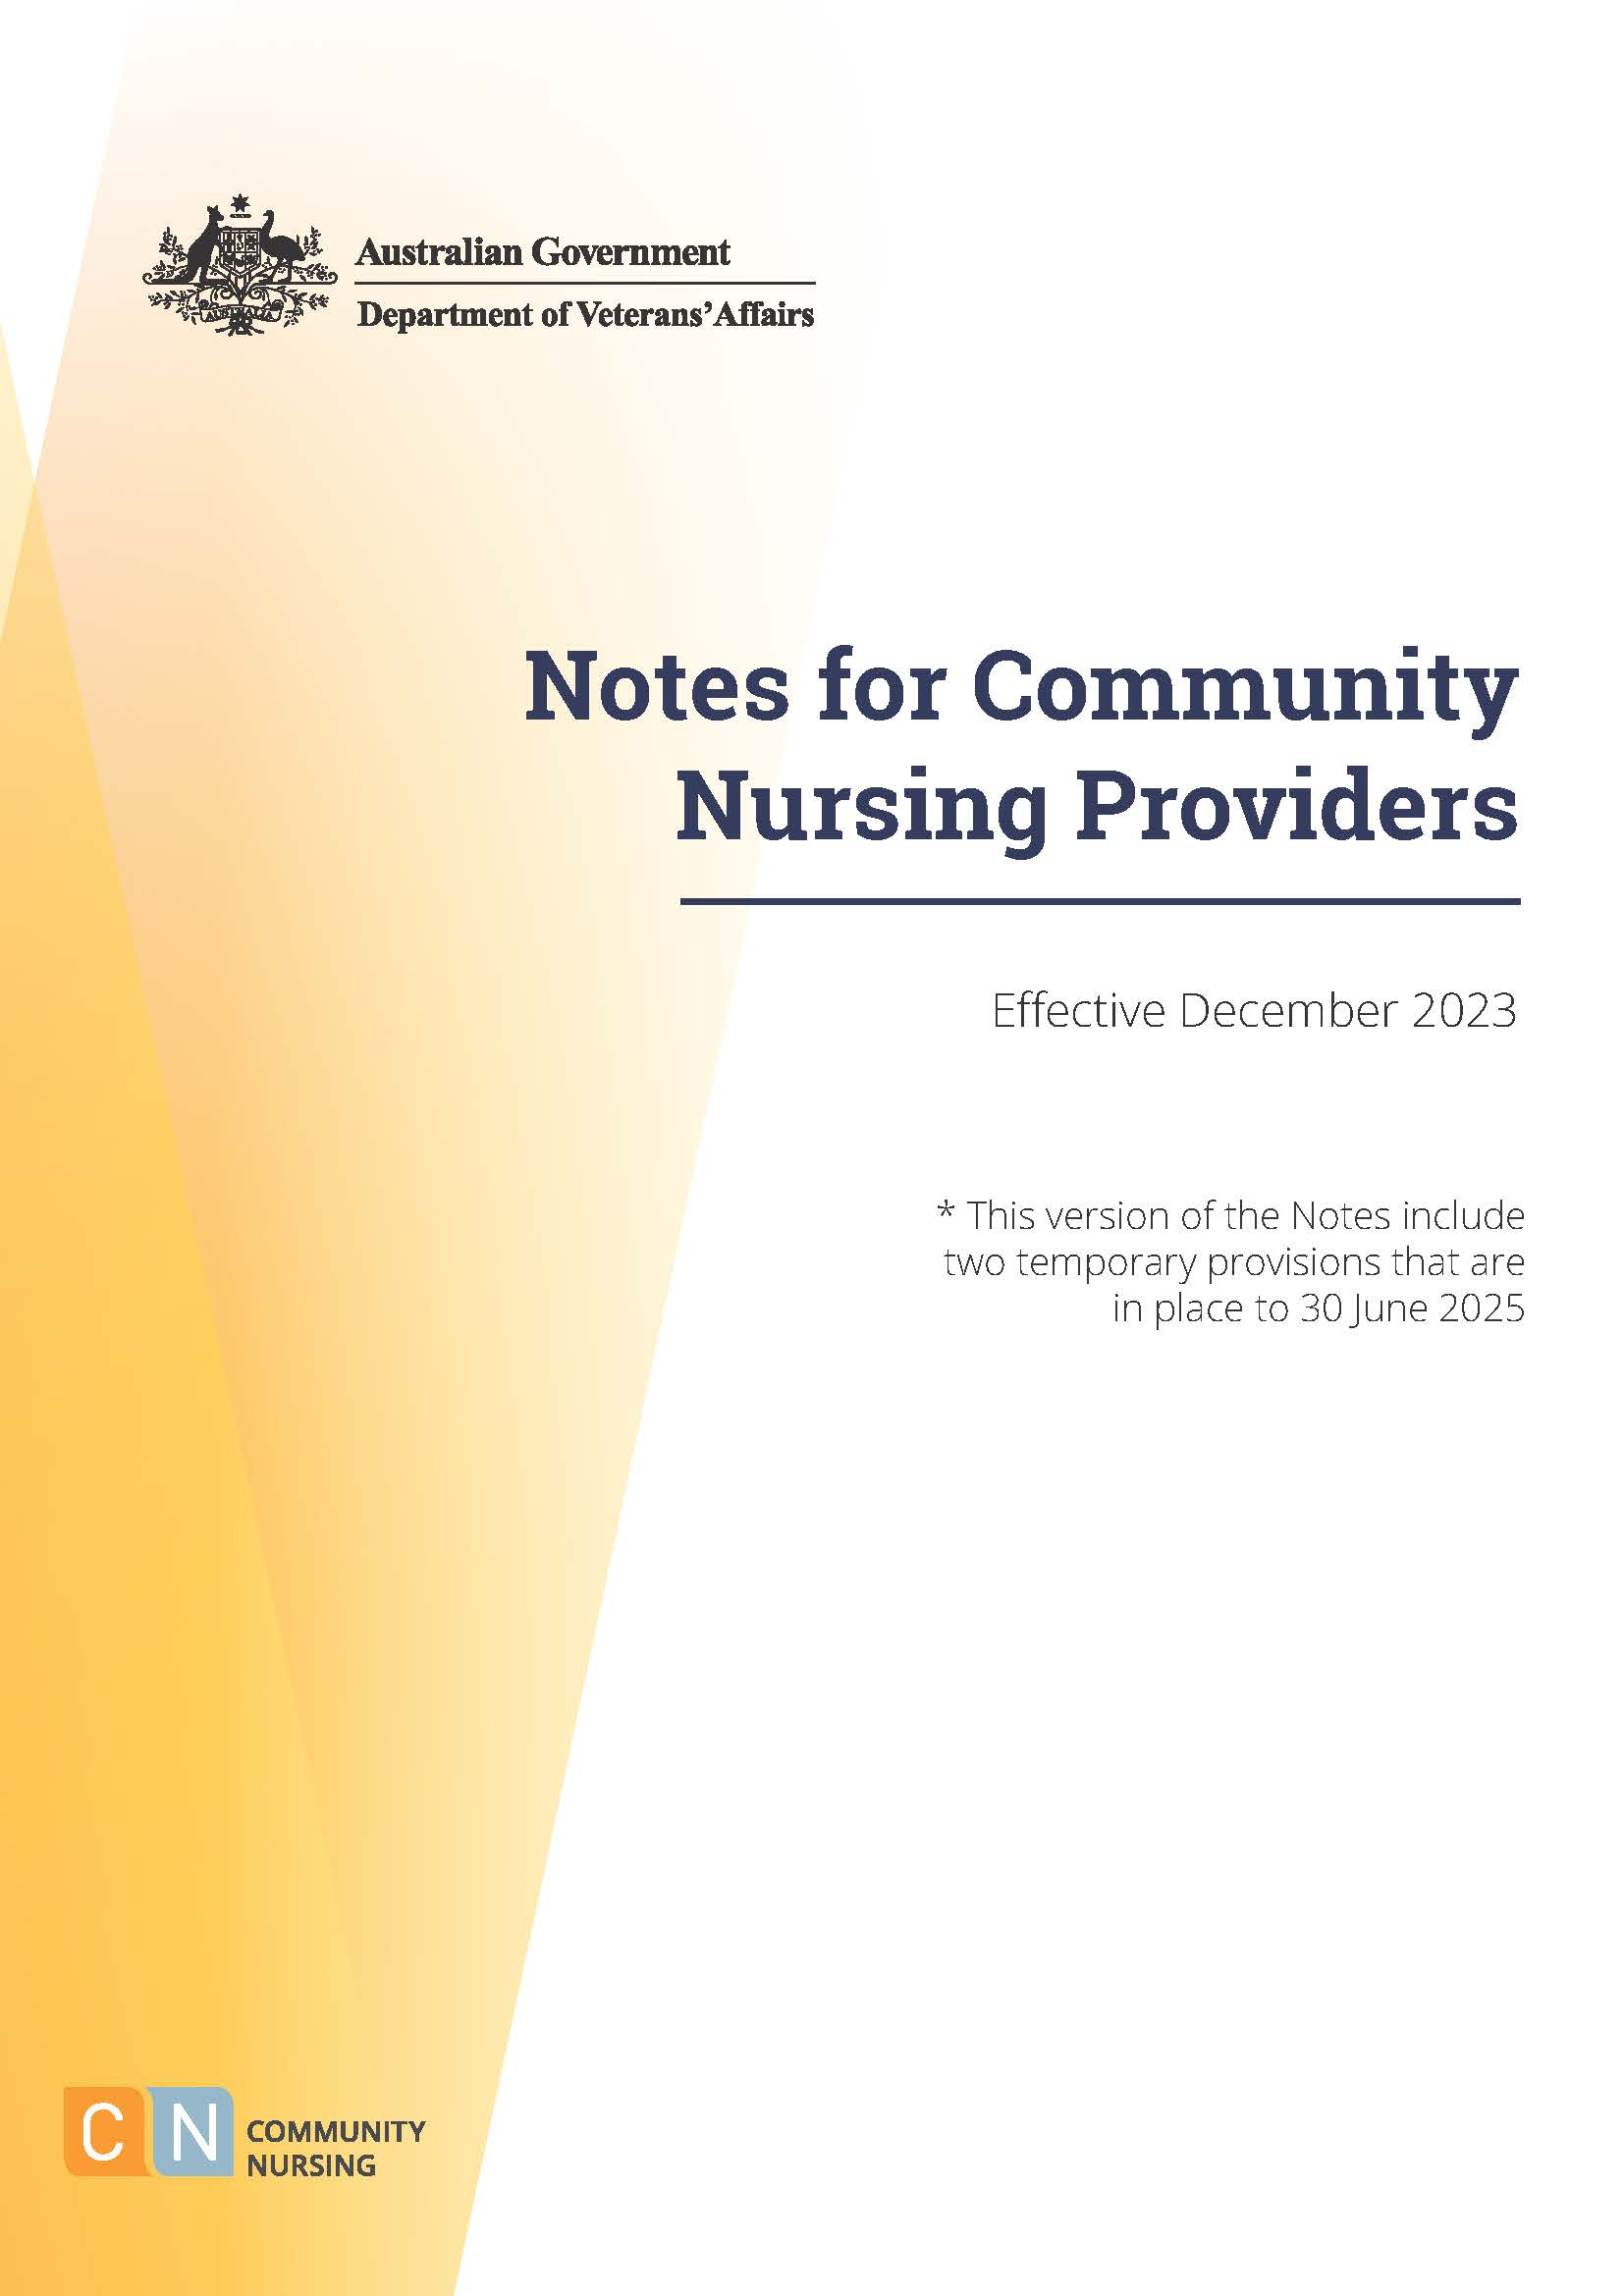 Australian Government
Department of Veterans’ Affairs
Notes for Community
Nursing Providers
Effective December 2023
* This version of the Notes include
two temporary provisions that are
in place to 30 June 2025
CN
COMMUNITY
NURSING